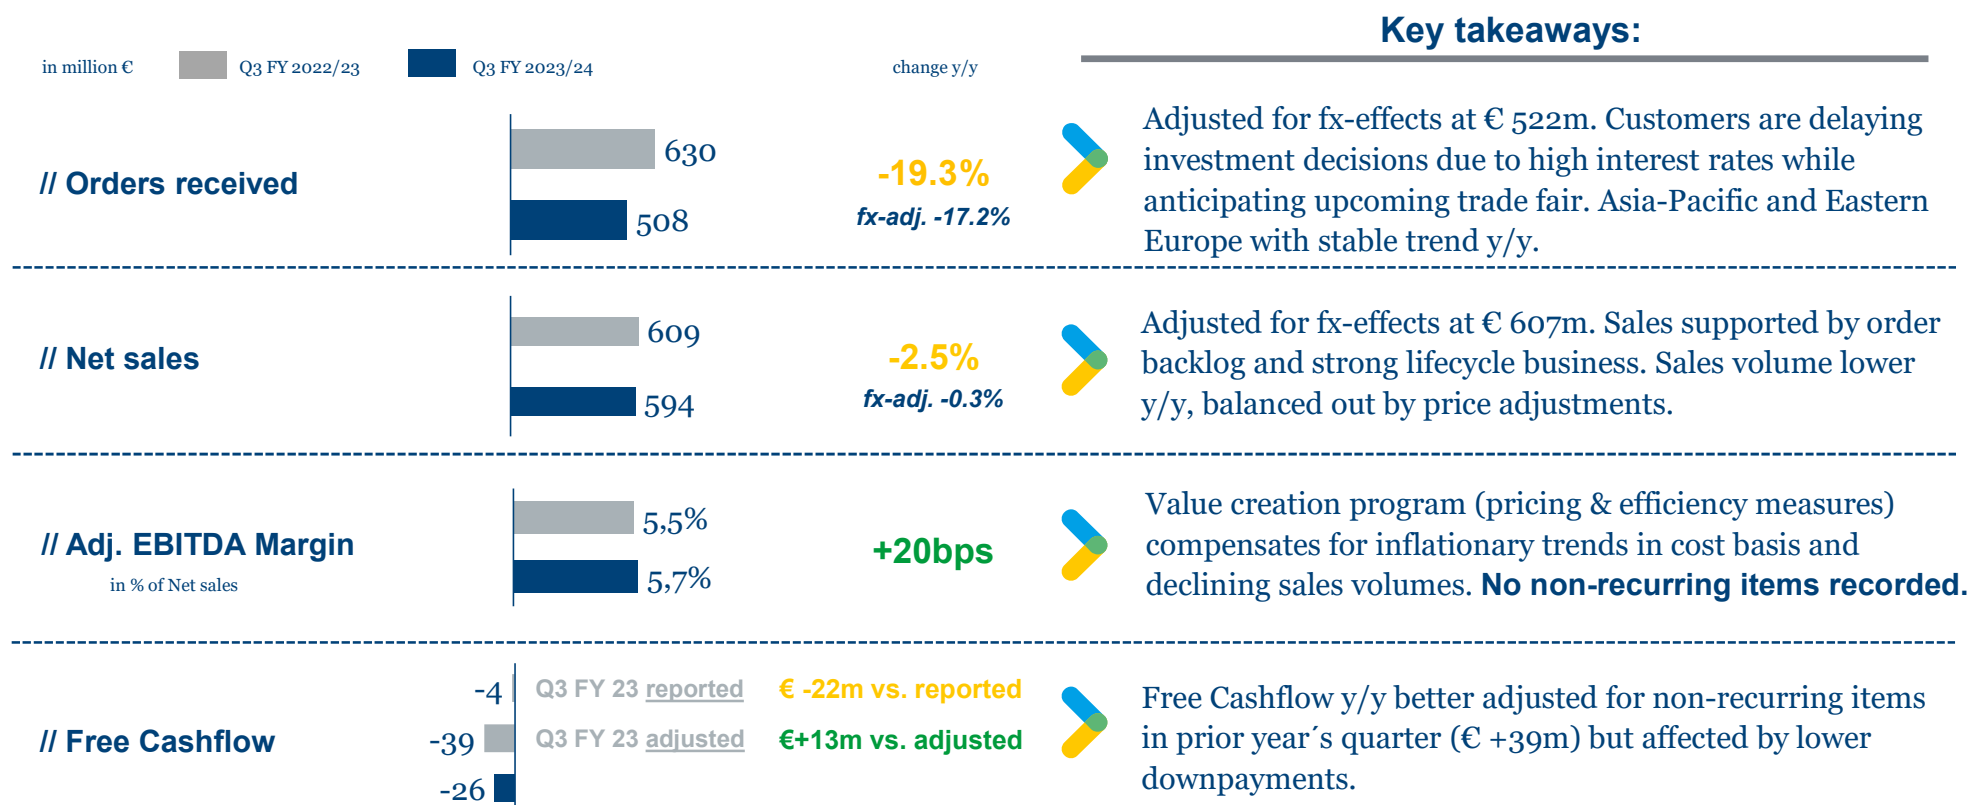 Key takeaways:
in million €
Q3 FY 2022/23
Q3 FY 2023/24
change y/y
// Orders received
630
508
-19.3%
fx-adj. -17.2%
Adjusted for fx-effects at € 522m. Customers are delaying
investment decisions due to high interest rates while
anticipating upcoming trade fair. Asia-Pacific and Eastern
Europe with stable trend y/y.
// Net sales
609
594
-2.5%
fx-adj. -0.3%
Adjusted for fx-effects at € 607m. Sales supported by order
backlog and strong lifecycle business. Sales volume lower
y/y, balanced out by price adjustments.
// Adj. EBITDA Margin
in % of Net sales
5,5%
5,7%
+20bps
Value creation program (pricing & efficiency measures)
compensates for inflationary trends in cost basis and
declining sales volumes. No non-recurring items recorded.
// Free Cashflow
-4
Q3 FY 23 reported
€ -22m vs. reported
-39
Q3 FY 23 adjusted
€+13m vs. adjusted
-26
Free Cashflow y/y better adjusted for non-recurring items
in prior year´s quarter (€ +39m) but affected by lower
downpayments.